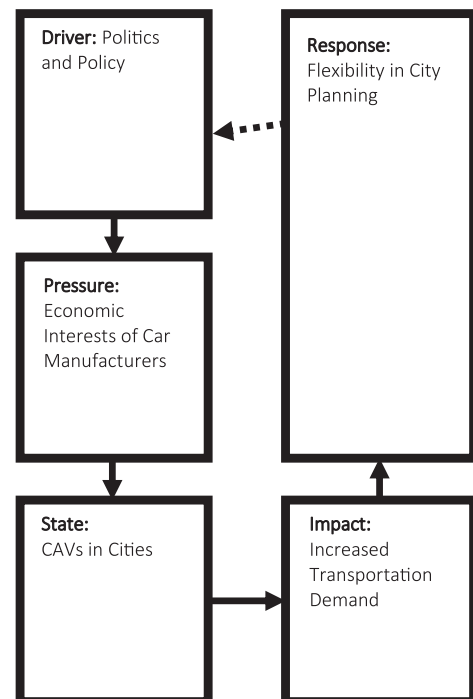 Driver: Politics
and Policy
Response:
Flexibility in City
Planning
Pressure:
Economic
Interests of Car
Manufacturers
State:
CAVs in Cities
Impact:
Increased
Transportation
Demand